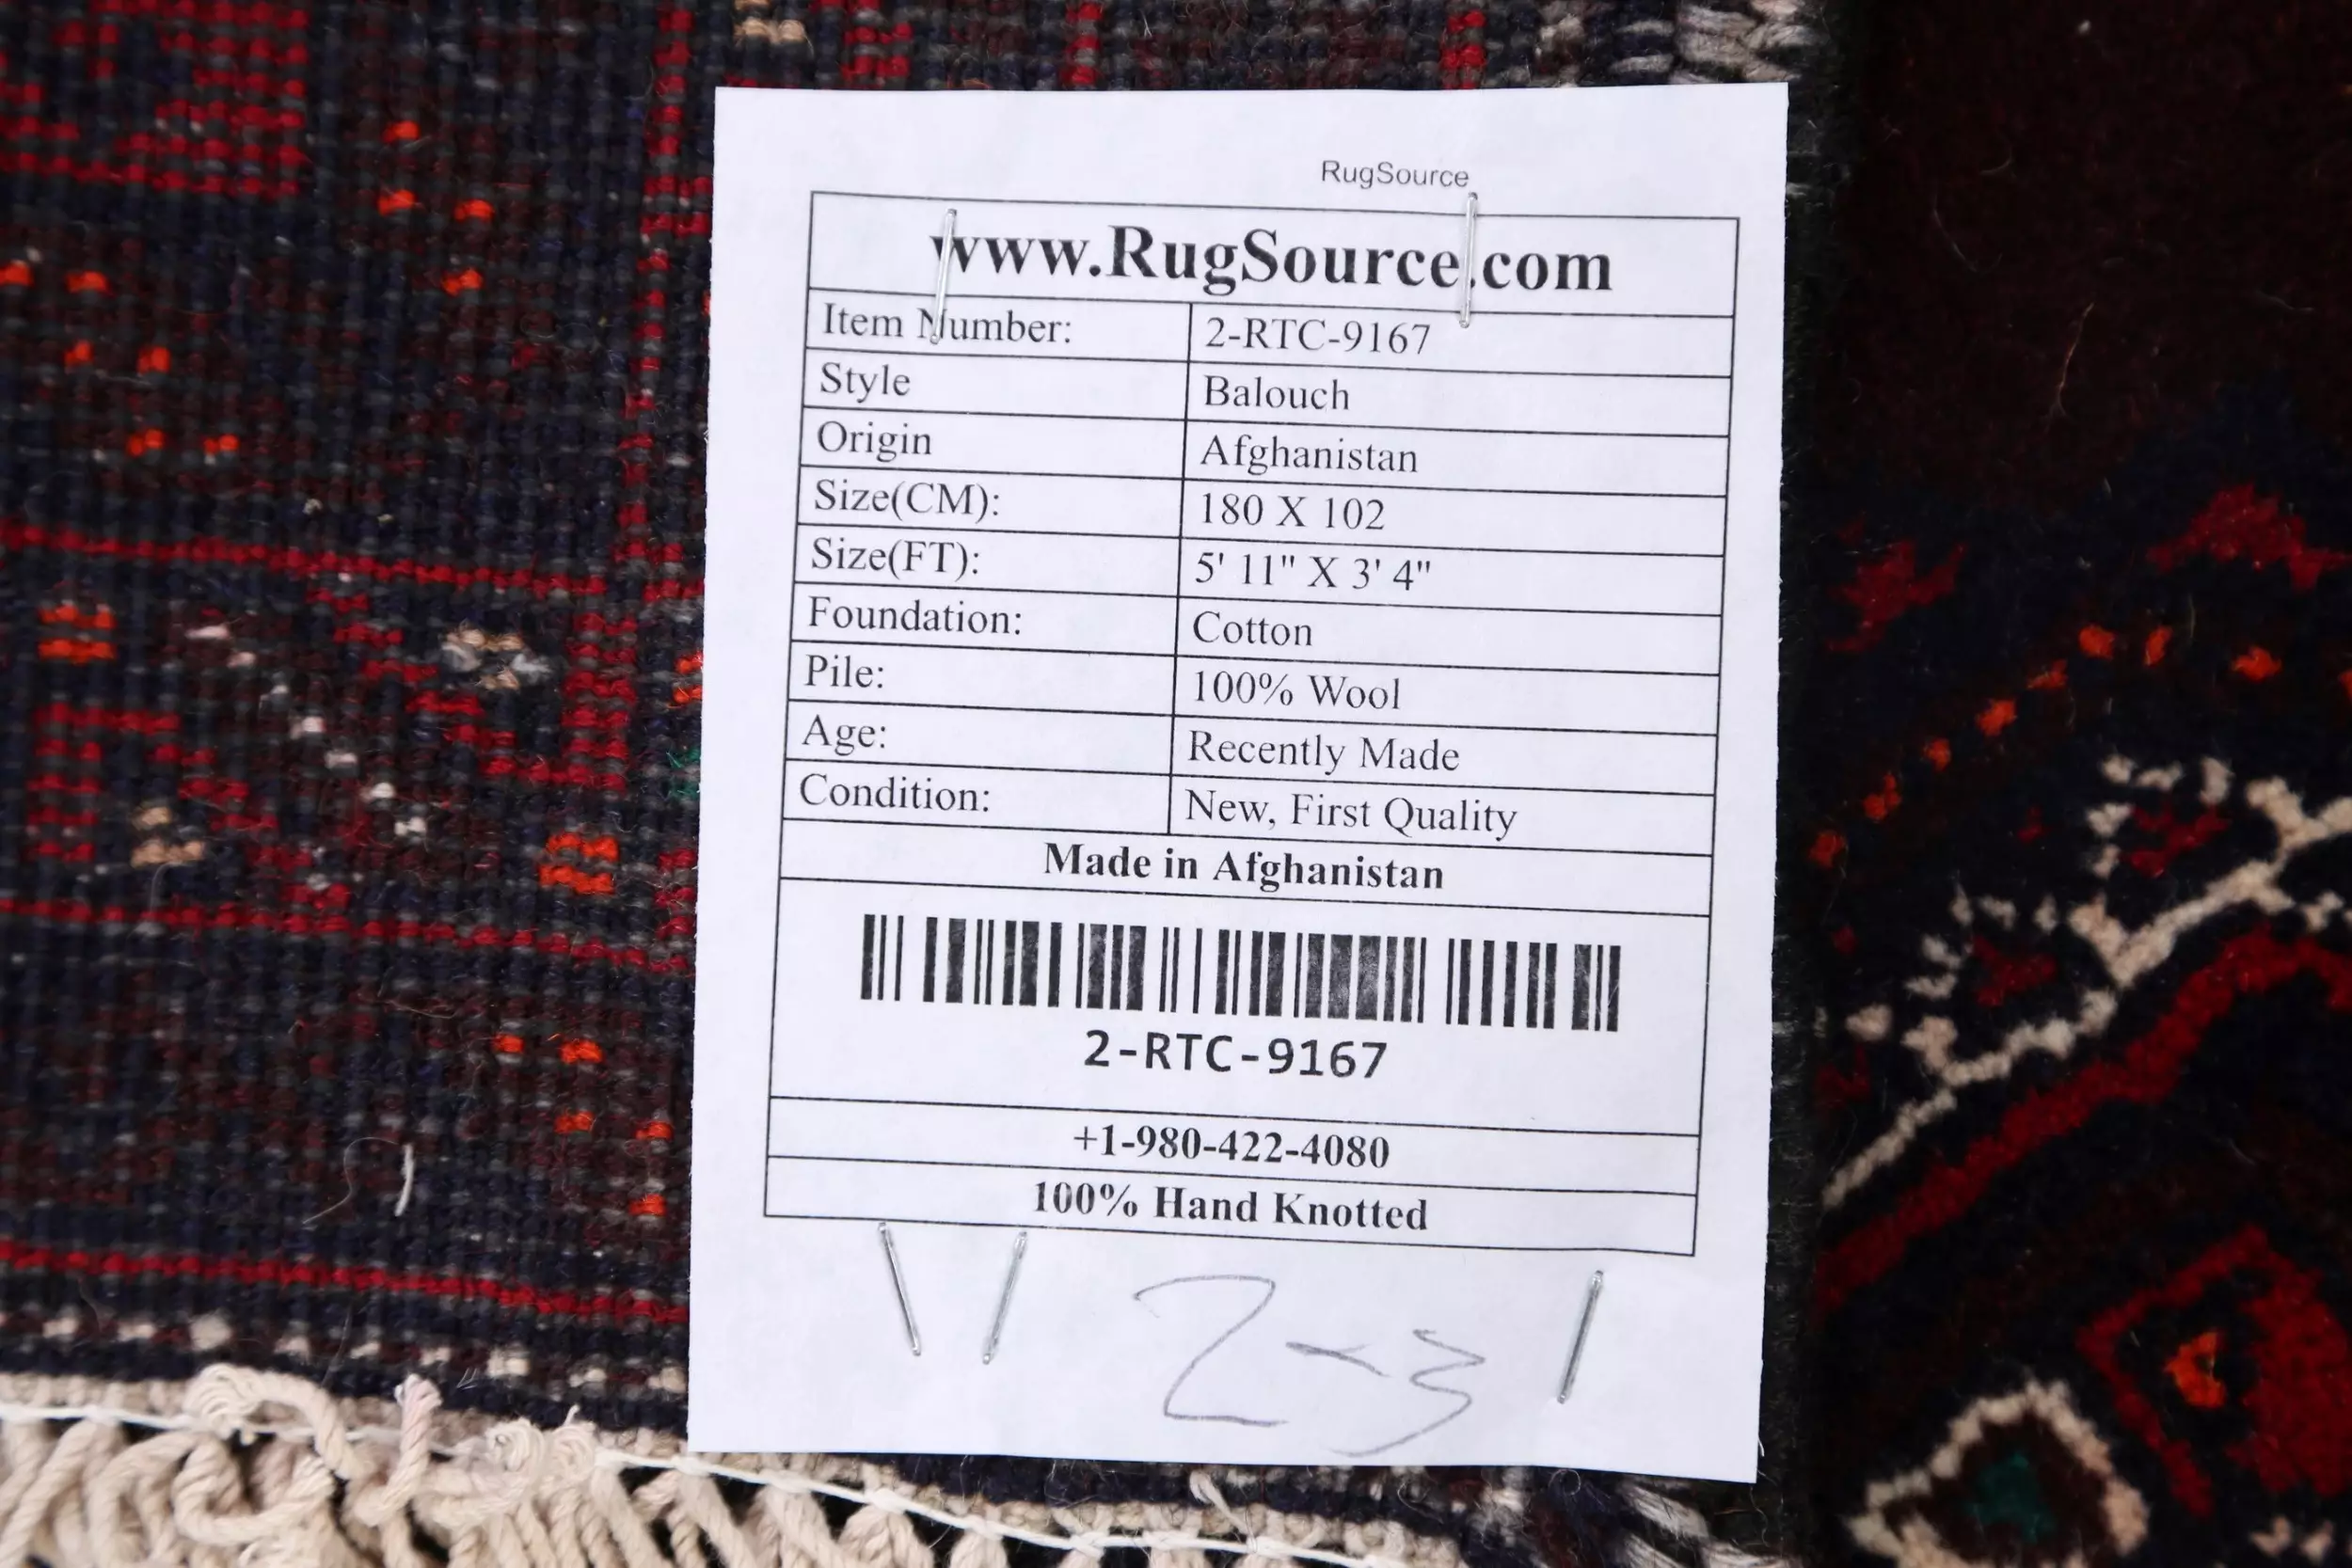 RugSource
www.RugSource.com
Item Number: 2-RTC-9167
Style Balouch
Origin Afghanistan
Size(CM): 180 X 102
Size(FT): 5' 11" X 3' 4"
Foundation: Cotton
Pile: 100% Wool
Age: Recently Made
Condition: New, First Quality
Made in Afghanistan
2-RTC-9167
+1-980-422-4080
100% Hand Knotted
2-3